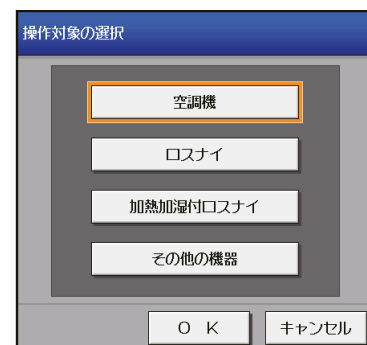 操作対象の選択
空調機
ロスナイ
加熱加湿付ロスナイ
その他の機器
ＯＫ キャンセル